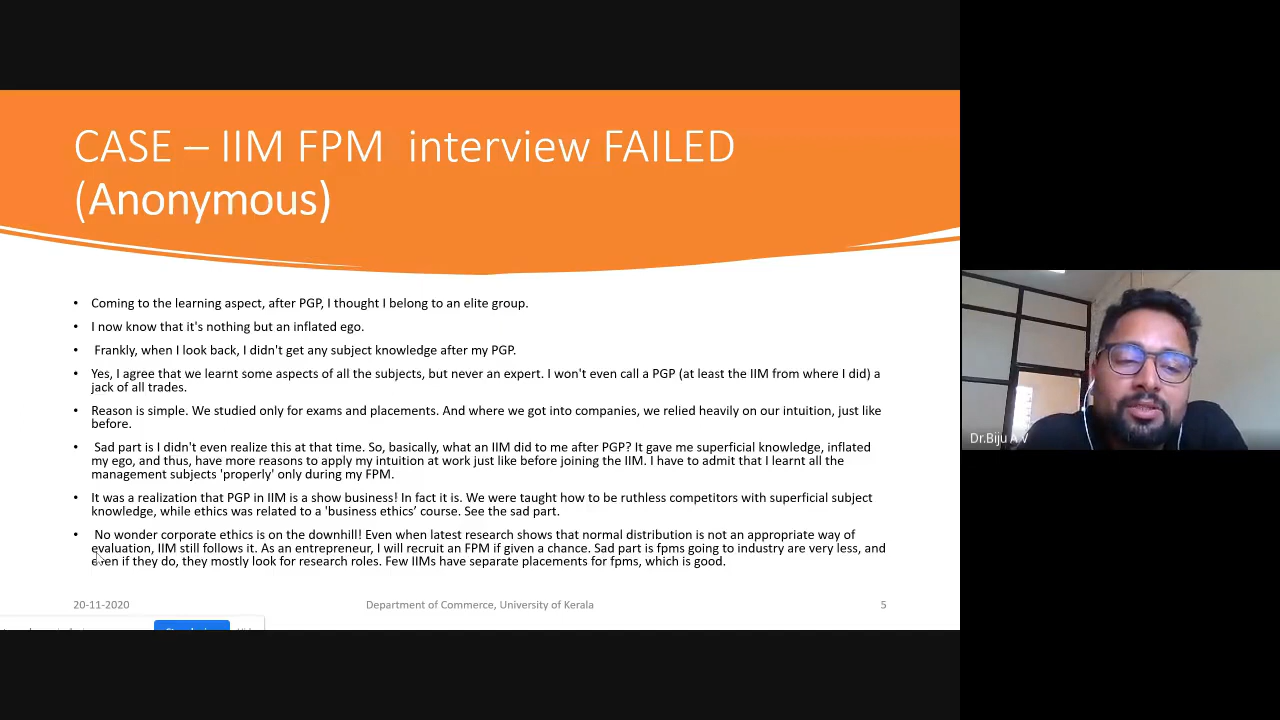 CASE – IIM FPM interview FAILED
(Anonymous)
• Coming to the learning aspect, after PGP, I thought I belong to an elite group.
• I now know that it's nothing but an inflated ego.
• Frankly, when I look back, I didn't get any subject knowledge after my PGP.
• Yes, I agree that we learnt some aspects of all the subjects, but never an expert. I won't even call a PGP (at least the IIM from where I did) a
jack of all trades.
• Reason is simple. We studied only for exams and placements. And where we got into companies, we relied heavily on our intuition, just like
before.
• Sad part is I didn't even realize this at that time. So, basically, what an IIM did to me after PGP? It gave me superficial knowledge, inflated
my ego, and thus, have more reasons to apply my intuition at work just like before joining the IIM. I have to admit that I learnt all the
management subjects 'properly' only during my FPM.
• It was a realization that PGP in IIM is a show business! In fact it is. We were taught how to be ruthless competitors with superficial subject
knowledge, while ethics was related to a 'business ethics’ course. See the sad part.
• No wonder corporate ethics is on the downhill! Even when latest research shows that normal distribution is not an appropriate way of
evaluation, IIM still follows it. As an entrepreneur, I will recruit an FPM if given a chance. Sad part is fpms going to industry are very less, and
even if they do, they mostly look for research roles. Few IIMs have separate placements for fpms, which is good.
20-11-2020
Department of Commerce, University of Kerala
5
Dr.Biju A V